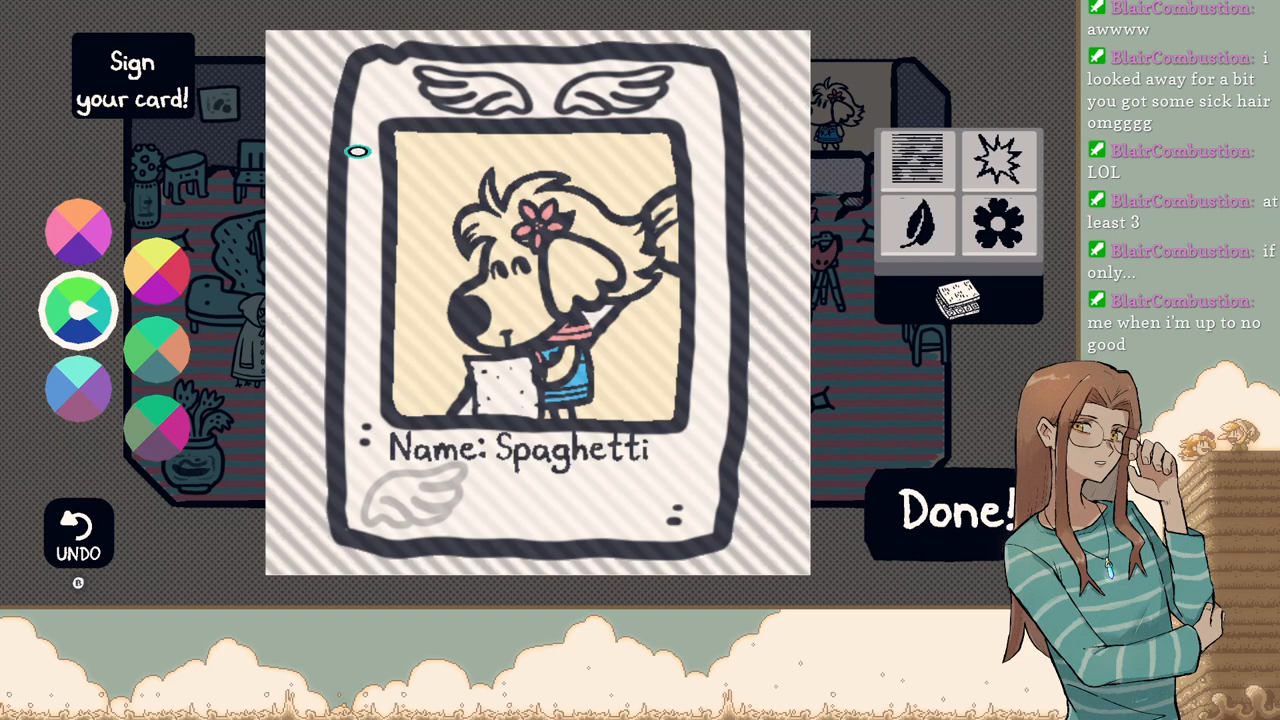 Sign
your card!
Name: Spaghetti
UNDO
Done!
BlairCombustion:
awwww
BlairCombustion: i
looked away for a bit
you got some sick hair
omgggg
BlairCombustion:
LOL
BlairCombustion: at
least 3
BlairCombustion: if
only...
BlairCombustion:
me when i'm up to no
good